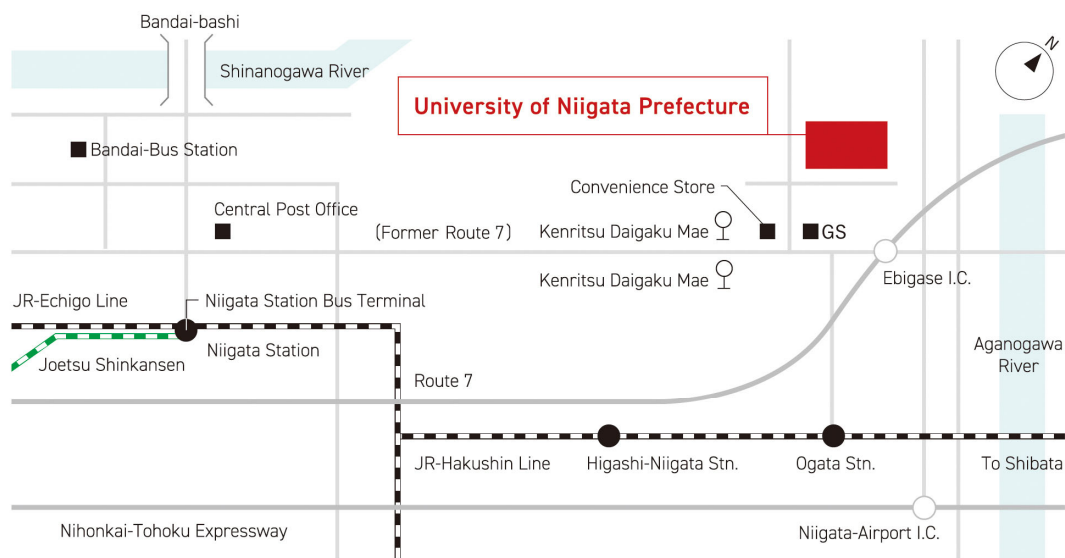 Bandai-bashi
N
Shinanogawa River
University of Niigata Prefecture
Bandai-Bus Station
Convenience Store
Central Post Office
(Former Route 7)
Kenritsu Daigaku Mae
GS
Kenritsu Daigaku Mae
Ebigase I.C.
JR-Echigo Line
Niigata Station Bus Terminal
Niigata Station
Joetsu Shinkansen
Aganogawa
River
Route 7
JR-Hakushin Line
Higashi-Niigata Stn.
Ogata Stn.
To Shibata
Nihonkai-Tohoku Expressway
Niigata-Airport I.C.